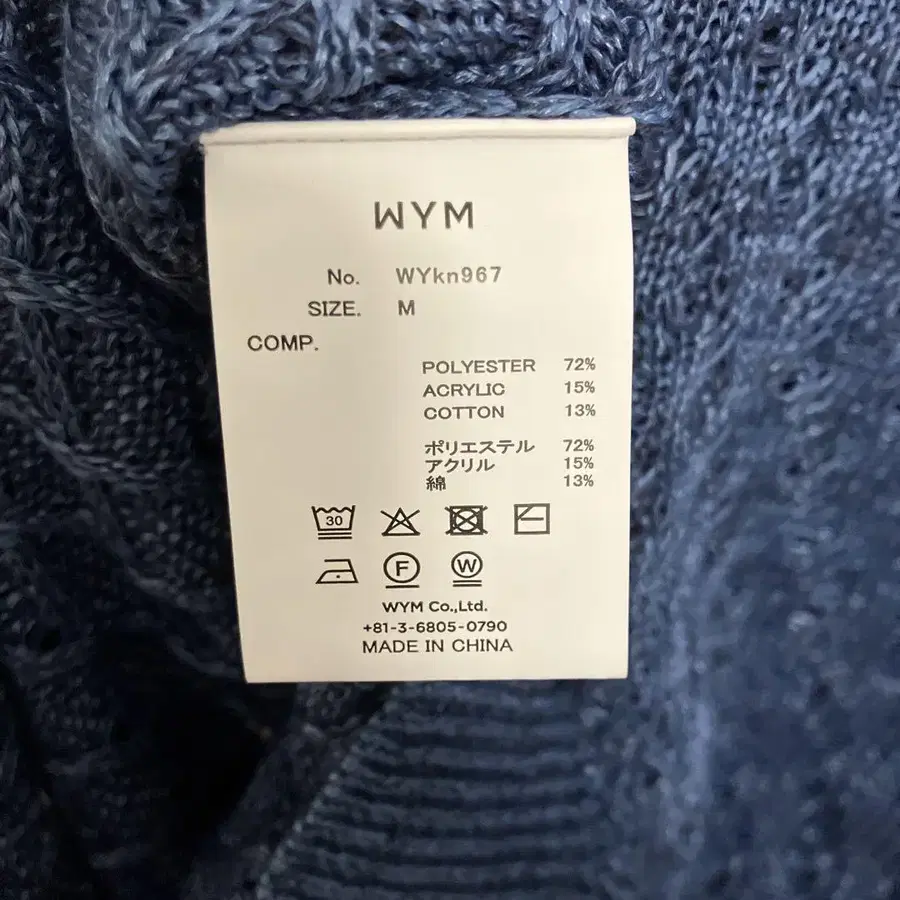 WYM
No. WYkn967
SIZE. M
COMP.
POLYESTER 72%
ACRYLIC 15%
COTTON 13%
ポリエステル 72%
アクリル 15%
綿 13%
30
F W
WYM Co.,Ltd.
+81-3-6805-0790
MADE IN CHINA